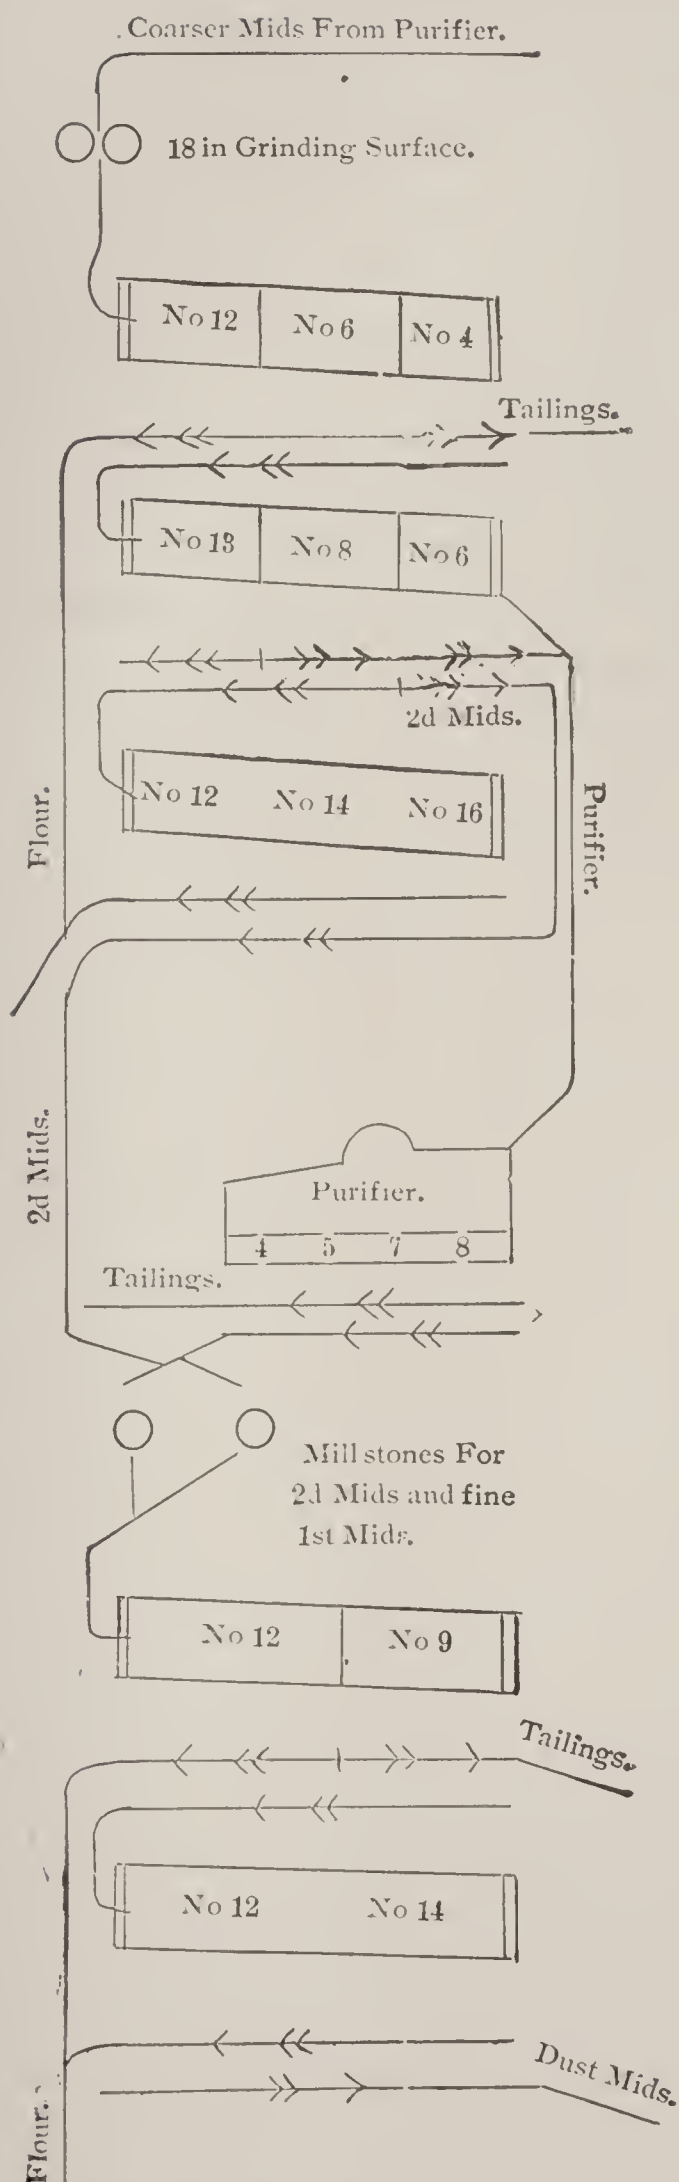 Coarser Mids From Purifier.
18 in Grinding Surface.
No 12 No 6 No 4
Tailings.
No 13 No 8 No 6
2d Mids.
No 12 No 14 No 16
Flour.
Purifier.
2d Mids.
Purifier.
4 5 7 8
Tailings.
Mill stones For
2d Mids and fine
1st Mids.
No 12 No 9
Tailings.
No 12 No 14
Dust Mids.
Flour.